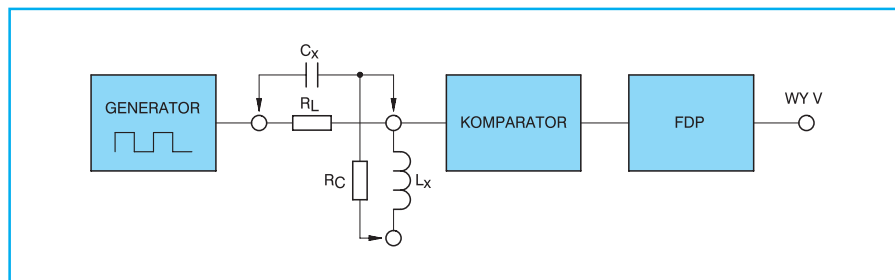 GENERATOR
Cx
RL
RC
Lx
KOMPARATOR
FDP
WY V